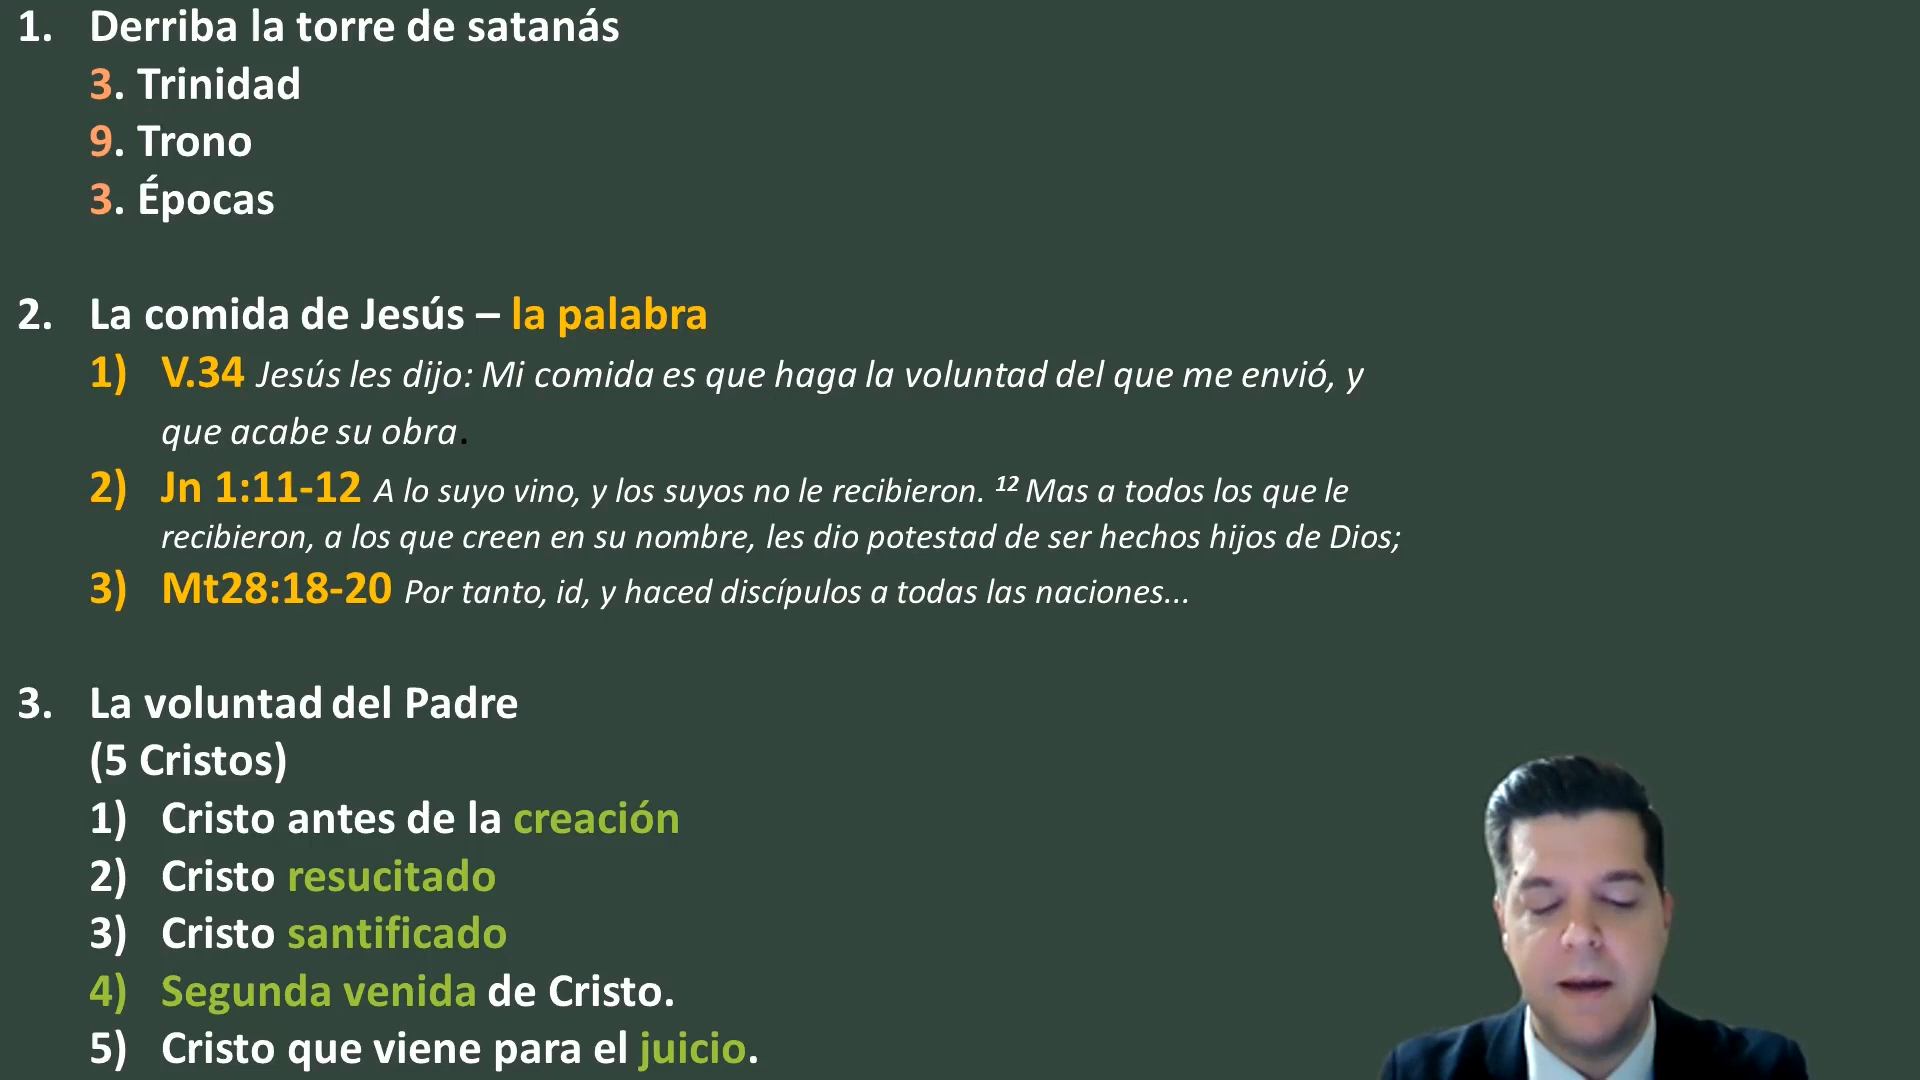 1. Derriba la torre de satanás
3. Trinidad
9. Trono
3. Épocas
2. La comida de Jesús – la palabra
1) V.34 Jesús les dijo: Mi comida es que haga la voluntad del que me envió, y
que acabe su obra.
2) Jn 1:11-12 A lo suyo vino, y los suyos no le recibieron. 12 Mas a todos los que le
recibieron, a los que creen en su nombre, les dio potestad de ser hechos hijos de Dios;
3) Mt28:18-20 Por tanto, id, y haced discípulos a todas las naciones...
3. La voluntad del Padre
(5 Cristos)
1) Cristo antes de la creación
2) Cristo resucitado
3) Cristo santificado
4) Segunda venida de Cristo.
5) Cristo que viene para el juicio.